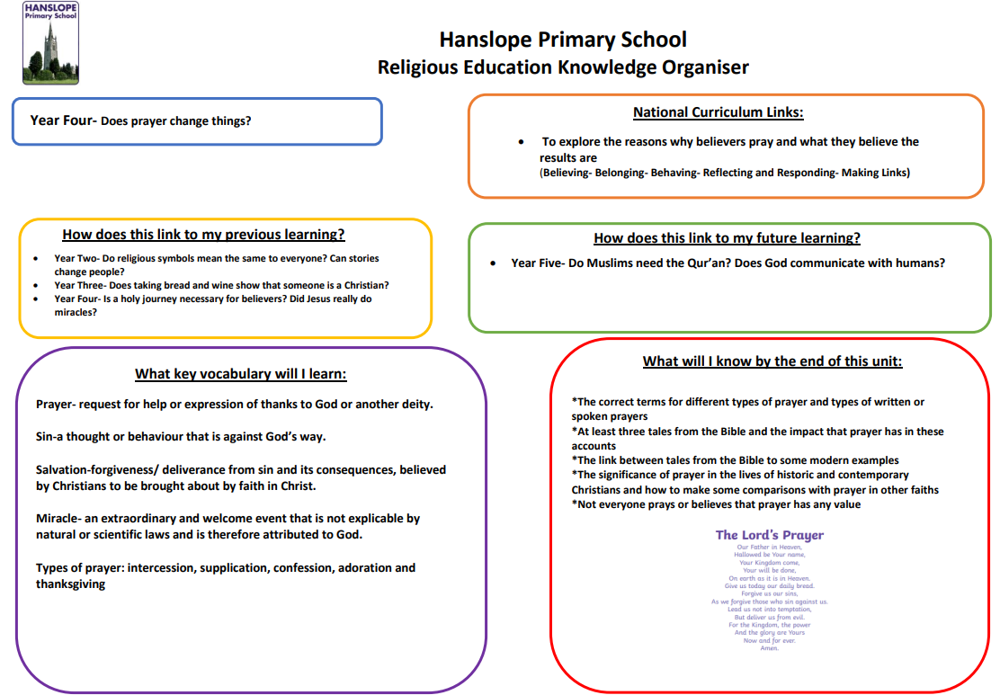 HANSLOPE
Primary School
Hanslope Primary School
Religious Education Knowledge Organiser
Year Four- Does prayer change things?
National Curriculum Links:
• To explore the reasons why believers pray and what they believe the
results are
(Believing- Belonging- Behaving- Reflecting and Responding- Making Links)
How does this link to my previous learning?
• Year Two- Do religious symbols mean the same to everyone? Can stories
change people?
• Year Three- Does taking bread and wine show that someone is a Christian?
• Year Four- Is a holy journey necessary for believers? Did Jesus really do
miracles?
How does this link to my future learning?
• Year Five- Do Muslims need the Qur’an? Does God communicate with humans?
What key vocabulary will I learn:
Prayer- request for help or expression of thanks to God or another deity.
Sin-a thought or behaviour that is against God’s way.
Salvation-forgiveness/ deliverance from sin and its consequences, believed
by Christians to be brought about by faith in Christ.
Miracle- an extraordinary and welcome event that is not explicable by
natural or scientific laws and is therefore attributed to God.
Types of prayer: intercession, supplication, confession, adoration and
thanksgiving
What will I know by the end of this unit:
*The correct terms for different types of prayer and types of written or
spoken prayers
*At least three tales from the Bible and the impact that prayer has in these
accounts
*The link between tales from the Bible to some modern examples
*The significance of prayer in the lives of historic and contemporary
Christians and how to make some comparisons with prayer in other faiths
*Not everyone prays or believes that prayer has any value
The Lord’s Prayer
Our Father in Heaven,
Hallowed be Your name,
Your Kingdom come,
Your will be done,
On earth as it is in Heaven.
Give us today our daily bread.
Forgive us our sins,
As we forgive those who sin against us.
Lead us not into temptation,
But deliver us from evil.
For the Kingdom, the power
And the glory are Yours
Now and for ever.
Amen.